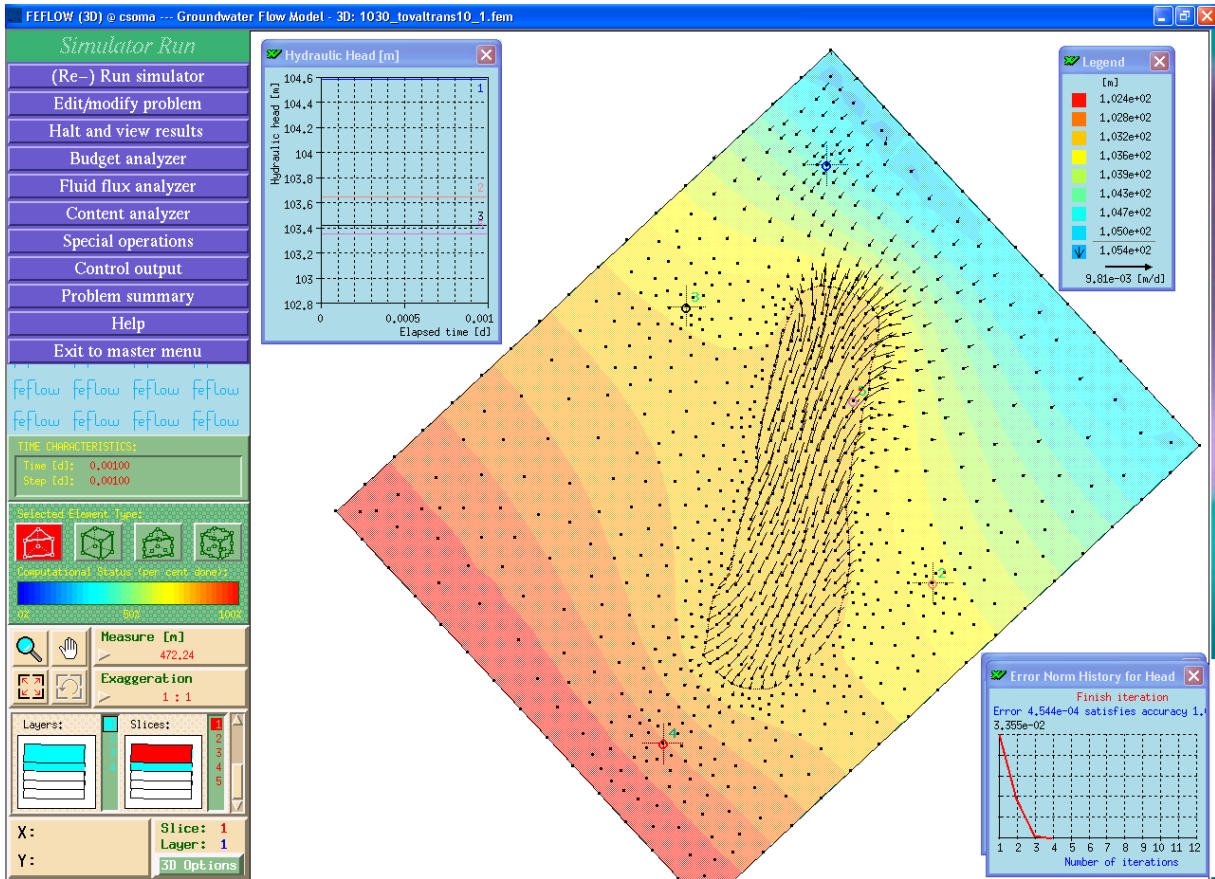 FEFLOW (3D) @ csoma --- Groundwater Flow Model - 3D: 1030_tovaltrans10_1.fem
Simulator Run
(Re-) Run simulator
Edit/modify problem
Halt and view results
Budget analyzer
Fluid flux analyzer
Content analyzer
Special operations
Control output
Problem summary
Help
Exit to master menu
feflow feflow feflow feflow
feflow feflow feflow feflow
TIME CHARACTERISTICS:
Time [d]: 0.00100
Step [d]: 0.00100
Selected Element Type:
Computational Status (per cent done):
0% 50% 100%
Measure [m]
472.24
Exaggeration
1 : 1
Layers:
Slices:
1
2
3
4
5
X:
Y:
Slice: 1
Layer: 1
3D Options
Hydraulic Head [m]
Hydraulic head [m]
104.6
104.4
104.2
104
103.8
103.6
103.4
103.2
103
102.8
1
2
3
0 0.0005 0.001
Elapsed time [d]
3
2
4
Legend
[m]
1.024e+02
1.028e+02
1.032e+02
1.036e+02
1.039e+02
1.043e+02
1.047e+02
1.050e+02
1.054e+02
9.81e-03 [m/d]
Error Norm History for Head
Finish iteration
Error 4.544e-04 satisfies accuracy 1.
3.355e-02
1 2 3 4 5 6 7 8 9 10 11 12
Number of iterations